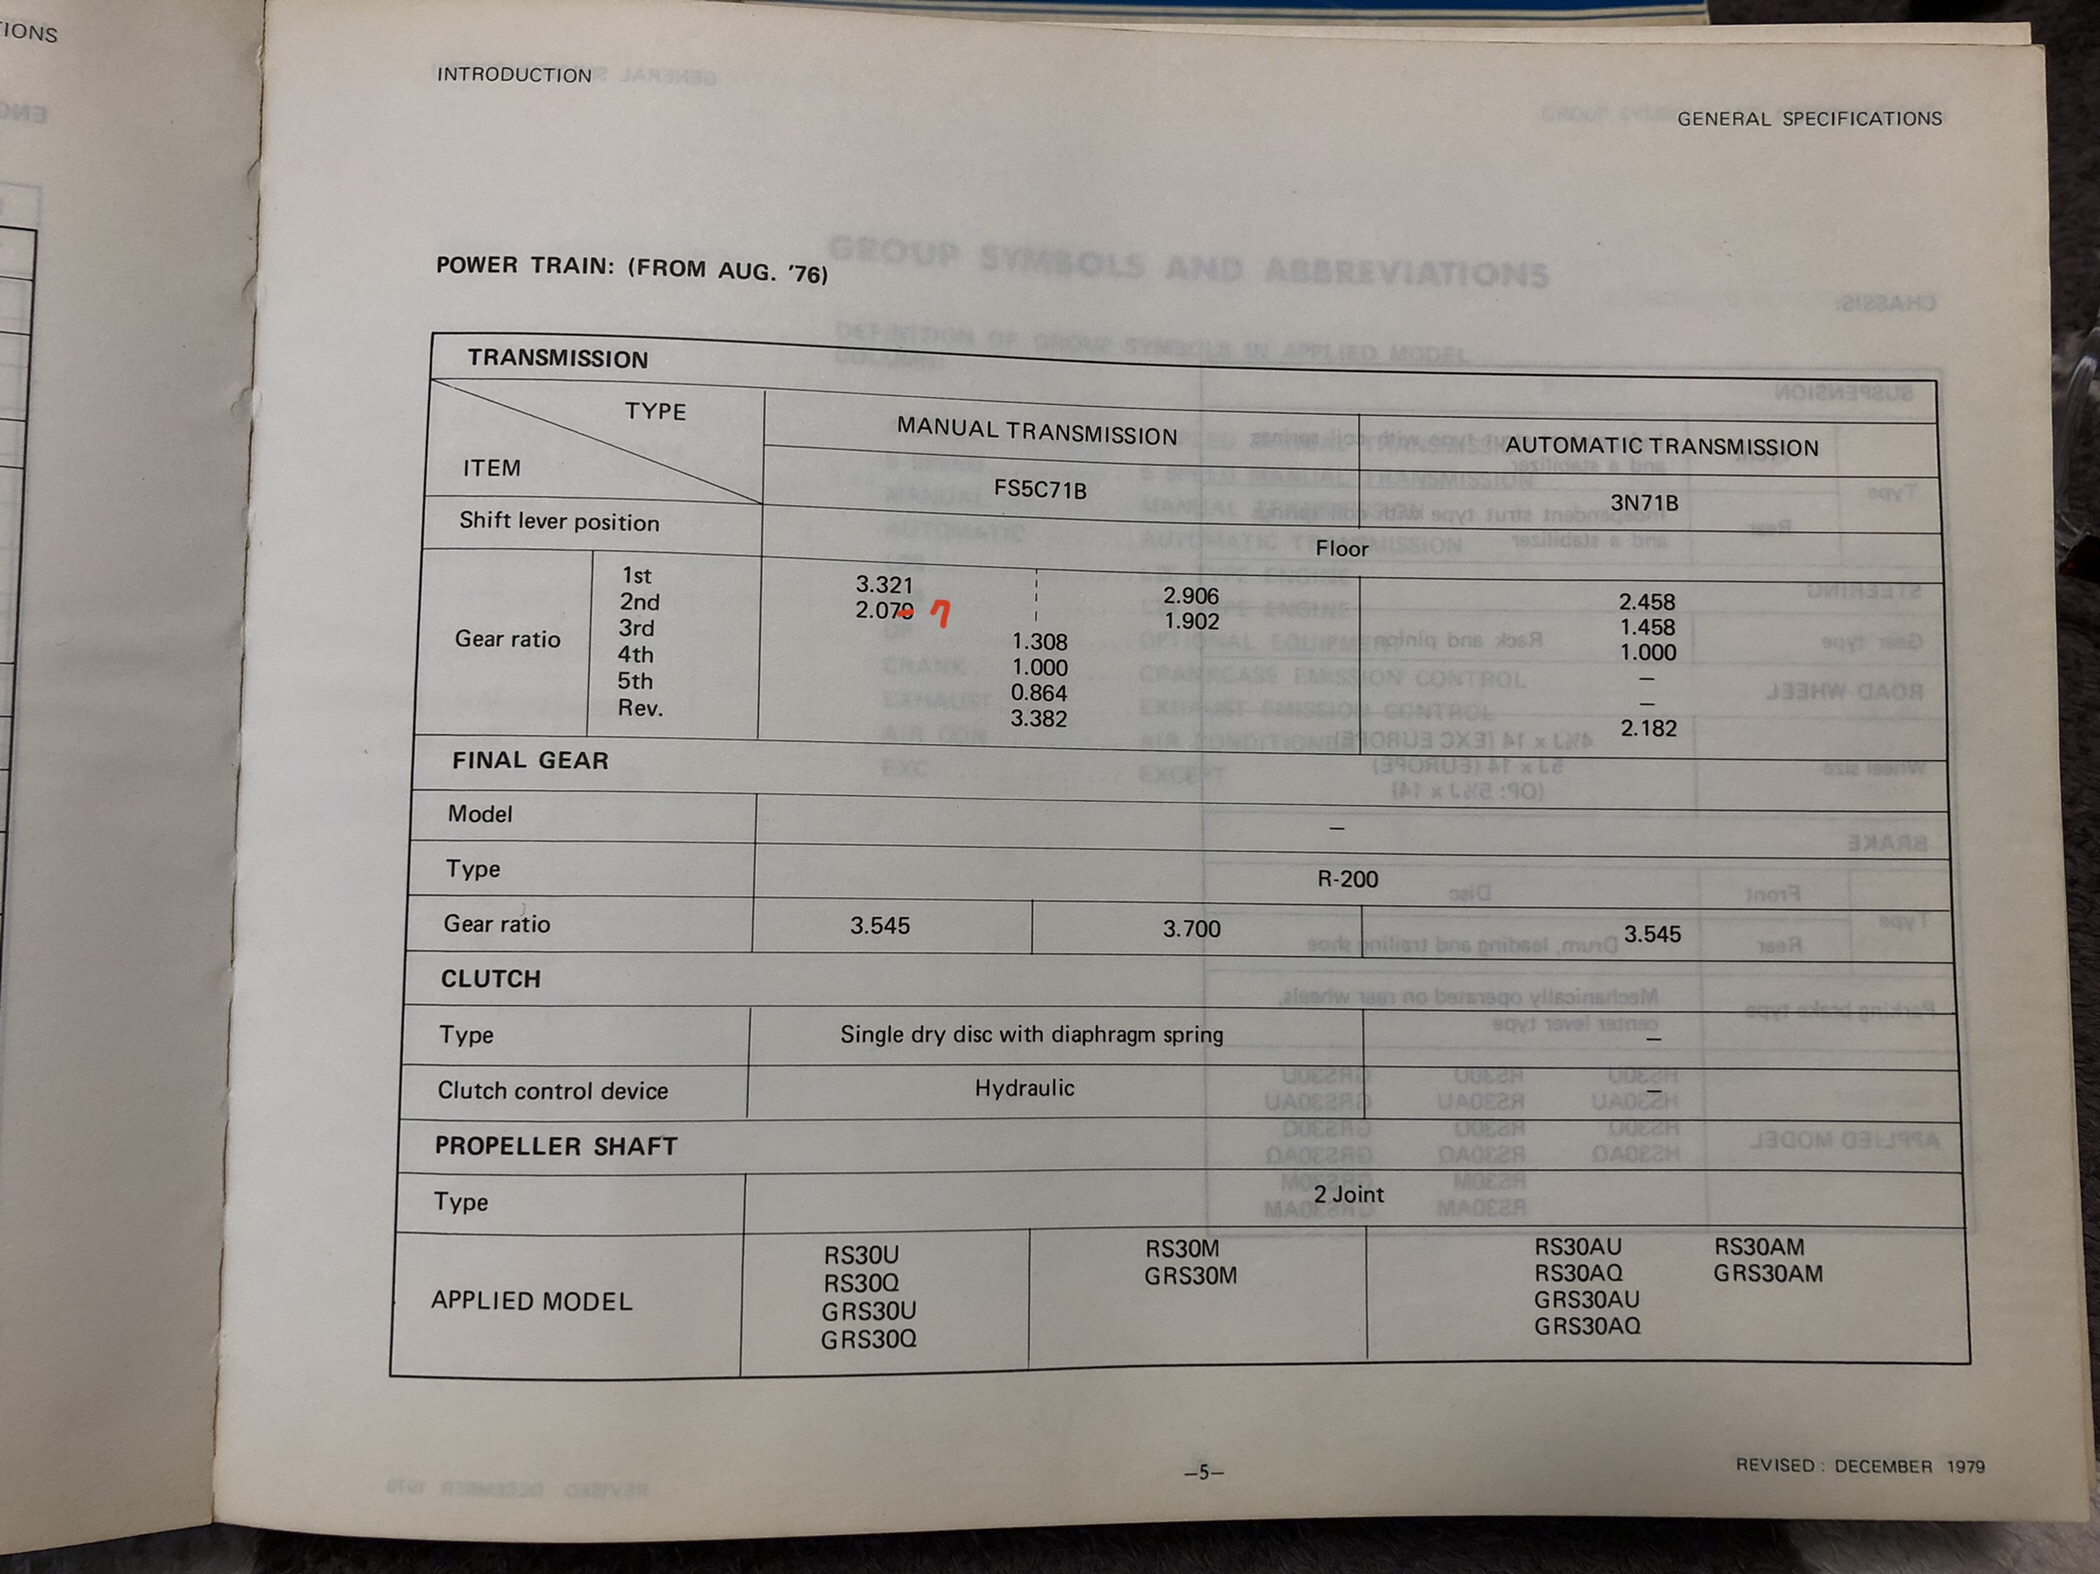 TIONS
INTRODUCTION
GENERAL SPECIFICATIONS
POWER TRAIN: (FROM AUG. '76)
TRANSMISSION
TYPE
ITEM
MANUAL TRANSMISSION
AUTOMATIC TRANSMISSION
FS5C71B
3N71B
Shift lever position
Floor
Gear ratio
1st 3.321 2.906 2.458
2nd 2.079 7 1.902 1.458
3rd 1.308 1.000
4th 1.000 –
5th 0.864 –
Rev. 3.382 2.182
FINAL GEAR
Model –
Type R-200
Gear ratio 3.545 3.700 3.545
CLUTCH
Type Single dry disc with diaphragm spring –
Clutch control device Hydraulic –
PROPELLER SHAFT
Type 2 Joint
APPLIED MODEL
RS30U RS30M RS30AU RS30AM
RS30Q GRS30M RS30AQ GRS30AM
GRS30U GRS30AU
GRS30Q GRS30AQ
–5–
REVISED : DECEMBER 1979